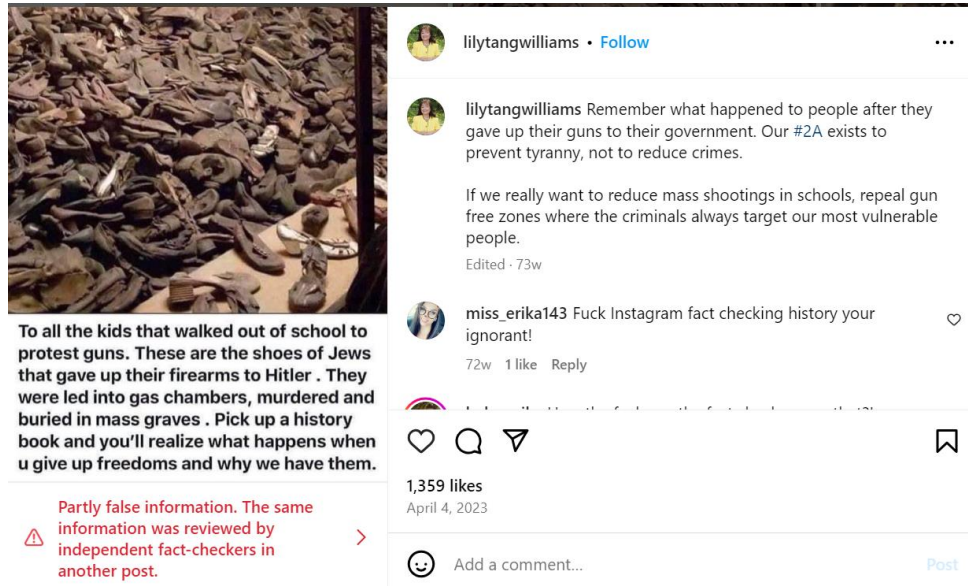 To all the kids that walked out of school to
protest guns. These are the shoes of Jews
that gave up their firearms to Hitler . They
were led into gas chambers, murdered and
buried in mass graves . Pick up a history
book and you'll realize what happens when
u give up freedoms and why we have them.
Partly false information. The same
information was reviewed by
independent fact-checkers in
another post.
lilytangwilliams • Follow
lilytangwilliams Remember what happened to people after they
gave up their guns to their government. Our #2A exists to
prevent tyranny, not to reduce crimes.
If we really want to reduce mass shootings in schools, repeal gun
free zones where the criminals always target our most vulnerable
people.
Edited · 73w
miss_erika143 Fuck Instagram fact checking history your
ignorant!
72w 1 like Reply
1,359 likes
April 4, 2023
Add a comment...
Post